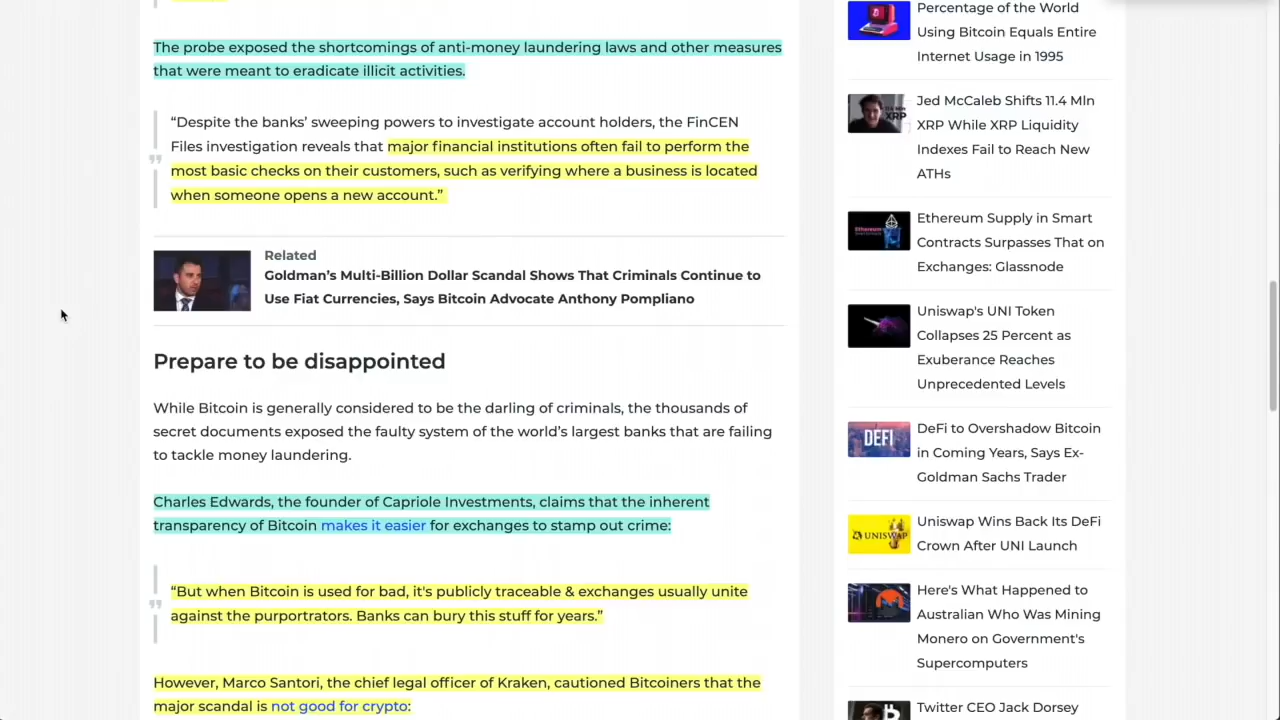 The probe exposed the shortcomings of anti-money laundering laws and other measures
that were meant to eradicate illicit activities.
“Despite the banks’ sweeping powers to investigate account holders, the FinCEN
Files investigation reveals that major financial institutions often fail to perform the
most basic checks on their customers, such as verifying where a business is located
when someone opens a new account.”
Related
Goldman’s Multi-Billion Dollar Scandal Shows That Criminals Continue to
Use Fiat Currencies, Says Bitcoin Advocate Anthony Pompliano
Prepare to be disappointed
While Bitcoin is generally considered to be the darling of criminals, the thousands of
secret documents exposed the faulty system of the world’s largest banks that are failing
to tackle money laundering.
Charles Edwards, the founder of Capriole Investments, claims that the inherent
transparency of Bitcoin makes it easier for exchanges to stamp out crime:
“But when Bitcoin is used for bad, it's publicly traceable & exchanges usually unite
against the purportrators. Banks can bury this stuff for years.”
However, Marco Santori, the chief legal officer of Kraken, cautioned Bitcoiners that the
major scandal is not good for crypto:
Percentage of the World
Using Bitcoin Equals Entire
Internet Usage in 1995
XRP
Jed McCaleb Shifts 11.4 Mln
XRP While XRP Liquidity
Indexes Fail to Reach New
ATHs
Ethereum Supply in Smart
Contracts Surpasses That on
Exchanges: Glassnode
Uniswap's UNI Token
Collapses 25 Percent as
Exuberance Reaches
Unprecedented Levels
DEFI
DeFi to Overshadow Bitcoin
in Coming Years, Says Ex-
Goldman Sachs Trader
UNISWAP
Uniswap Wins Back Its DeFi
Crown After UNI Launch
Here's What Happened to
Australian Who Was Mining
Monero on Government's
Supercomputers
Twitter CEO Jack Dorsey